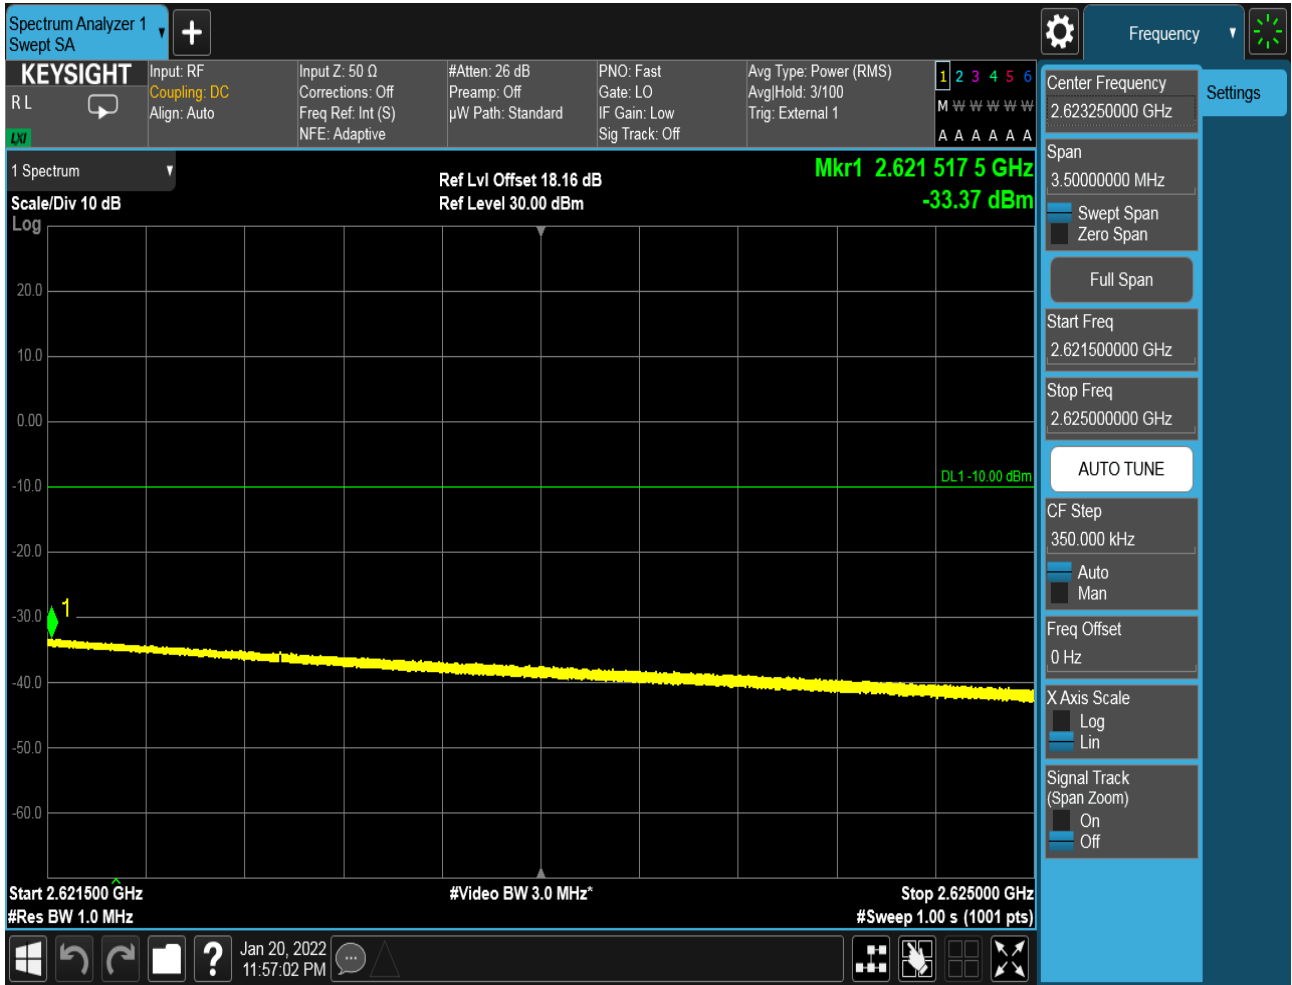 Spectrum Analyzer 1
Swept SA
Frequency
KEYSIGHT
R L
LXI
Input: RF
Coupling: DC
Align: Auto
Input Z: 50 Ω
Corrections: Off
Freq Ref: Int (S)
NFE: Adaptive
#Atten: 26 dB
Preamp: Off
µW Path: Standard
PNO: Fast
Gate: LO
IF Gain: Low
Sig Track: Off
Avg Type: Power (RMS)
Avg|Hold: 3/100
Trig: External 1
1 2 3 4 5 6
M W W W W W
A A A A A A
1 Spectrum
Scale/Div 10 dB
Log
Ref Lvl Offset 18.16 dB
Ref Level 30.00 dBm
Mkr1 2.621 517 5 GHz
-33.37 dBm
20.0
10.0
0.00
-10.0
-20.0
-30.0
-40.0
-50.0
-60.0
DL1 -10.00 dBm
1
Start 2.621500 GHz
#Res BW 1.0 MHz
#Video BW 3.0 MHz*
Stop 2.625000 GHz
#Sweep 1.00 s (1001 pts)
Center Frequency
2.623250000 GHz
Settings
Span
3.50000000 MHz
Swept Span
Zero Span
Full Span
Start Freq
2.621500000 GHz
Stop Freq
2.625000000 GHz
AUTO TUNE
CF Step
350.000 kHz
Auto
Man
Freq Offset
0 Hz
X Axis Scale
Log
Lin
Signal Track
(Span Zoom)
On
Off
?
Jan 20, 2022
11:57:02 PM